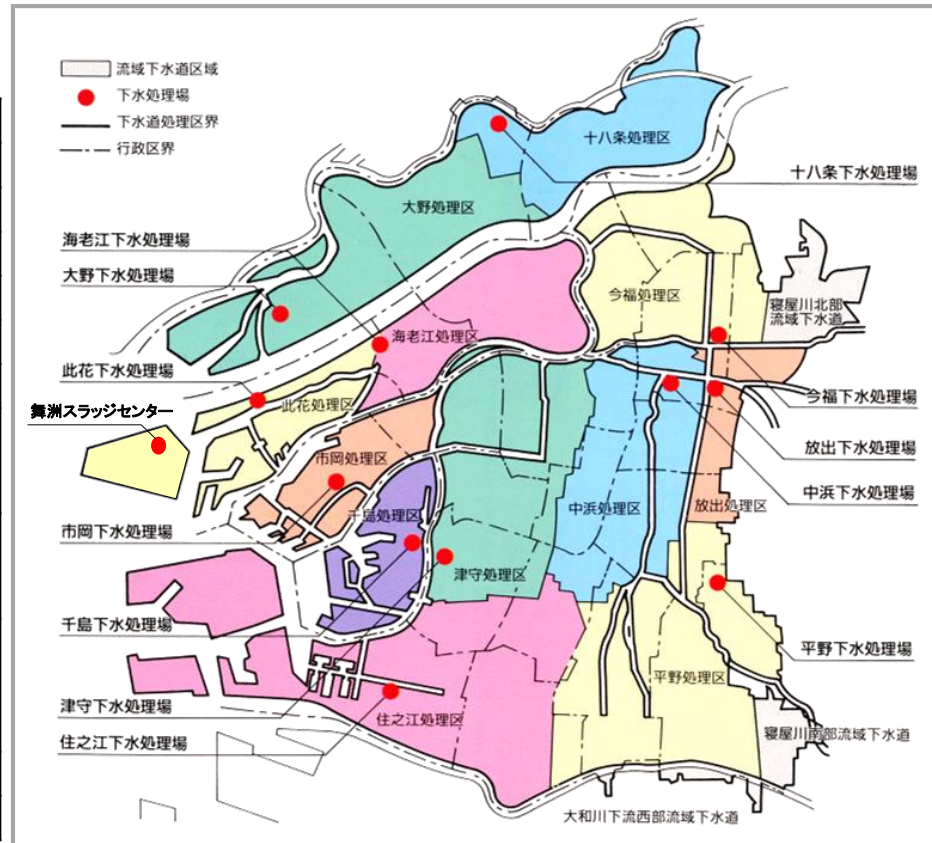 流域下水道区域
下水処理場
下水道処理区界
行政区界
十八条処理区
十八条下水処理場
大野処理区
海老江下水処理場
大野下水処理場
今福処理区
寝屋川北部
流域下水道
海老江処理区
此花下水処理場
此花処理区
今福下水処理場
舞洲スラッジセンター
放出下水処理場
市岡処理区
中浜下水処理場
千島処理区
中浜処理区
放出処理区
市岡下水処理場
津守処理区
千島下水処理場
平野下水処理場
平野処理区
津守下水処理場
住之江処理区
寝屋川南部流域下水道
住之江下水処理場
大和川下流西部流域下水道